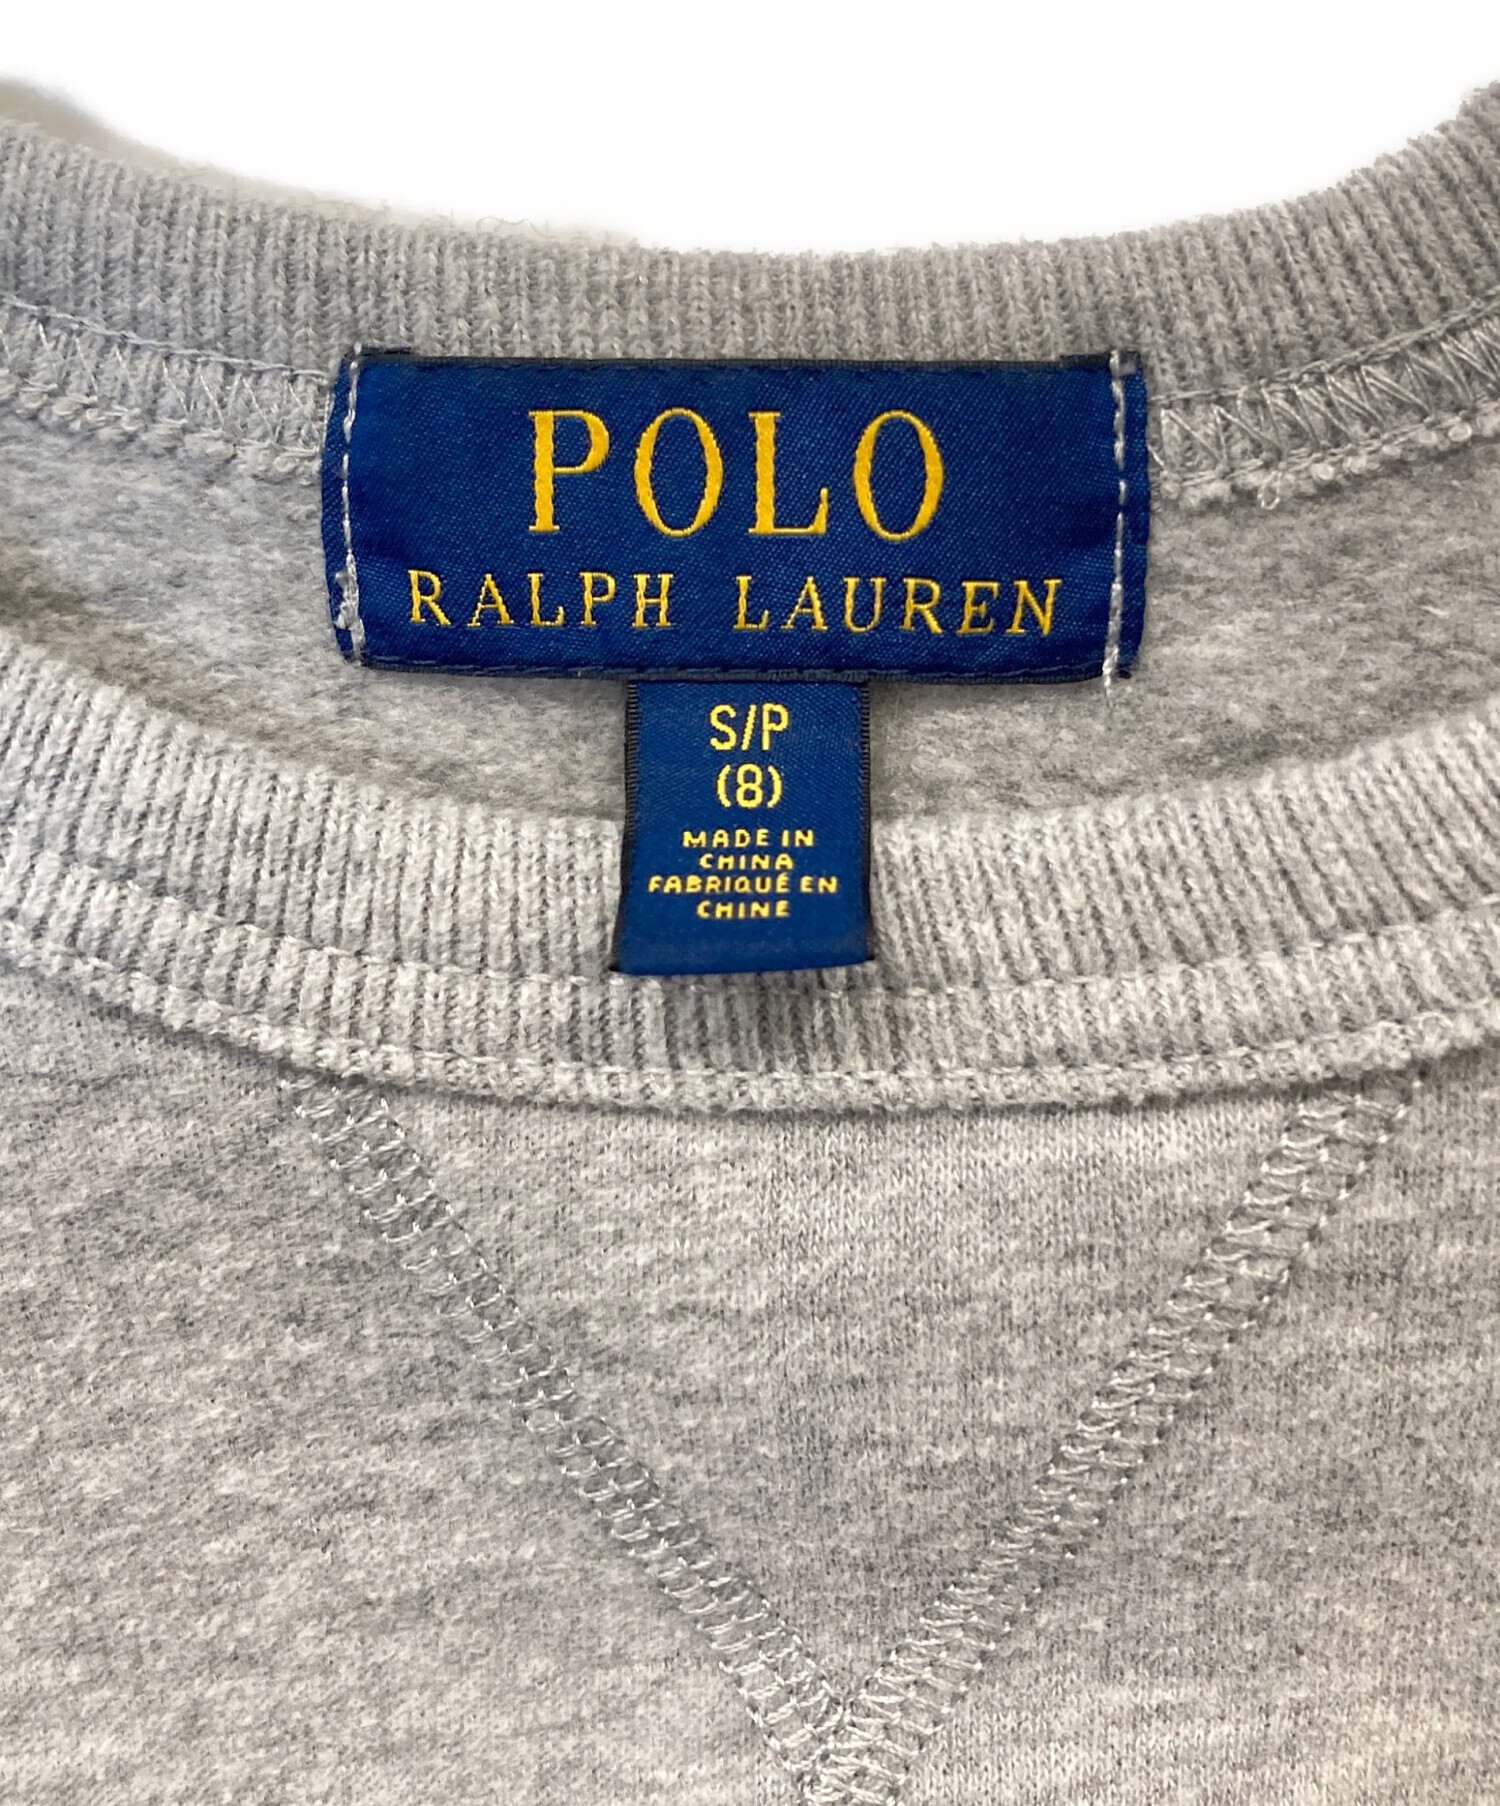 POLO
RALPH LAUREN
S/P
(8)
MADE IN
CHINA
FABRIQUÉ EN
CHINE